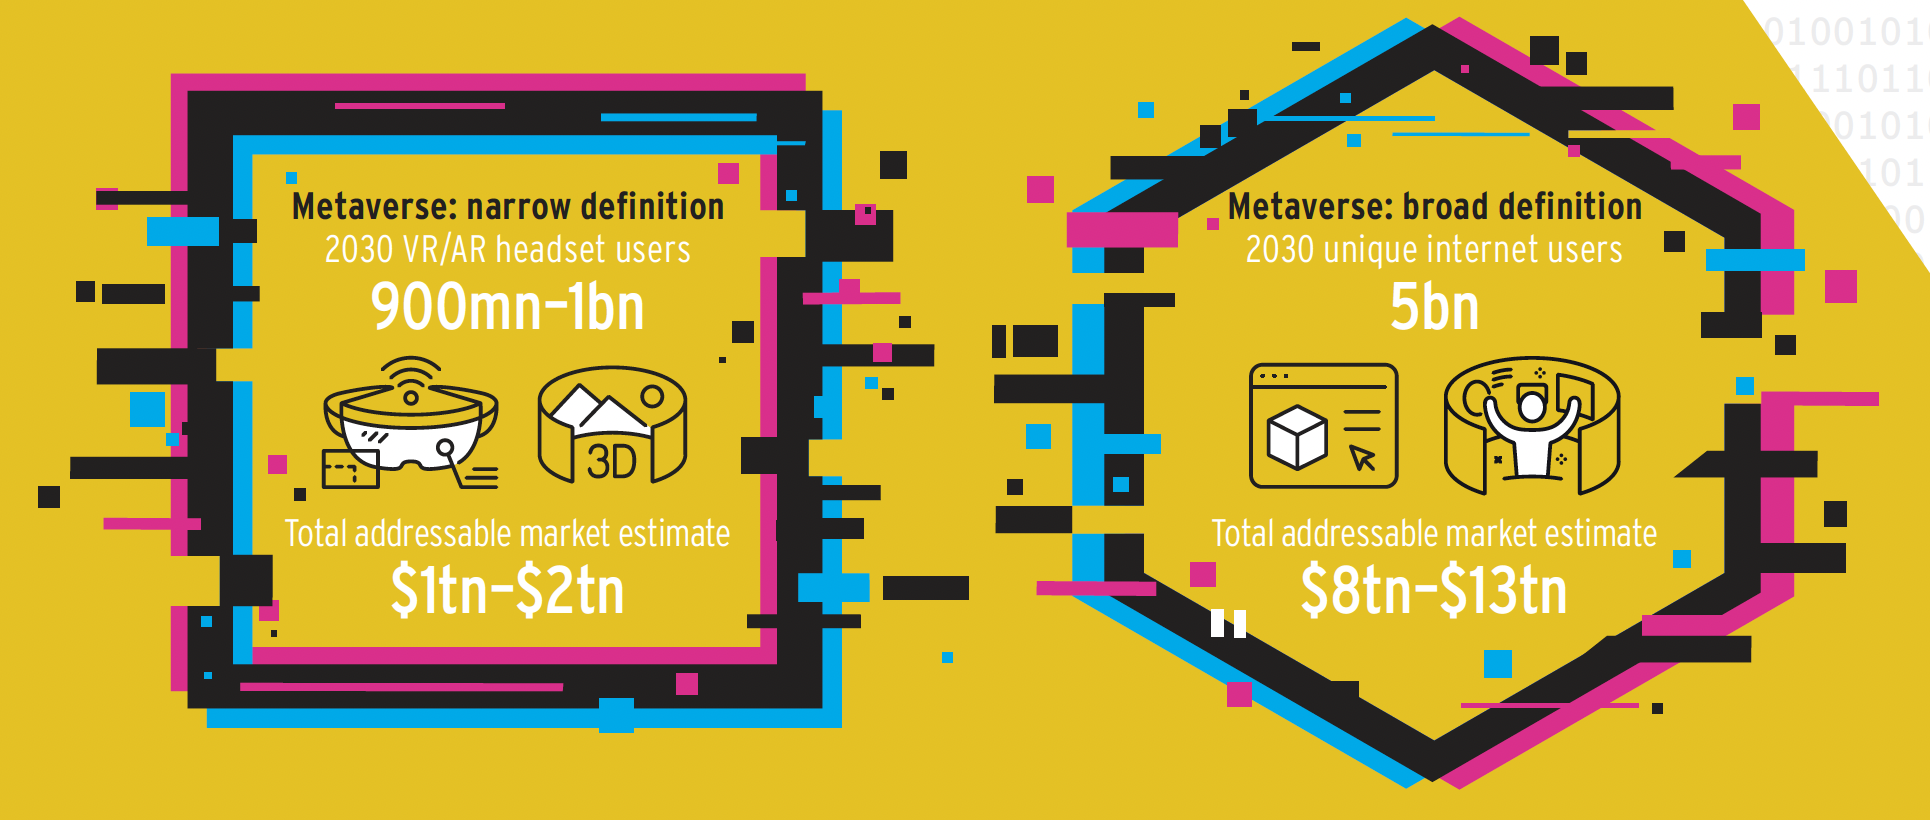 Metaverse: narrow definition
2030 VR/AR headset users
900mn–1bn
3D
Total addressable market estimate
$1tn–$2tn
Metaverse: broad definition
2030 unique internet users
5bn
Total addressable market estimate
$8tn–$13tn